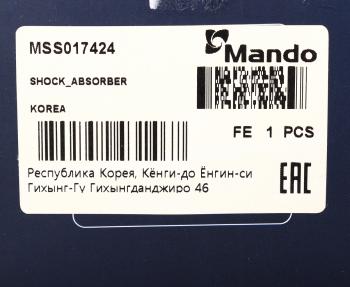 MSS017424
Mando
SHOCK_ABSORBER
KOREA
FE 1 PCS
Республика Корея, Кёнги-до Ёнгин-си
Гихынг-Гу Гихынгданджиро 46
EAC